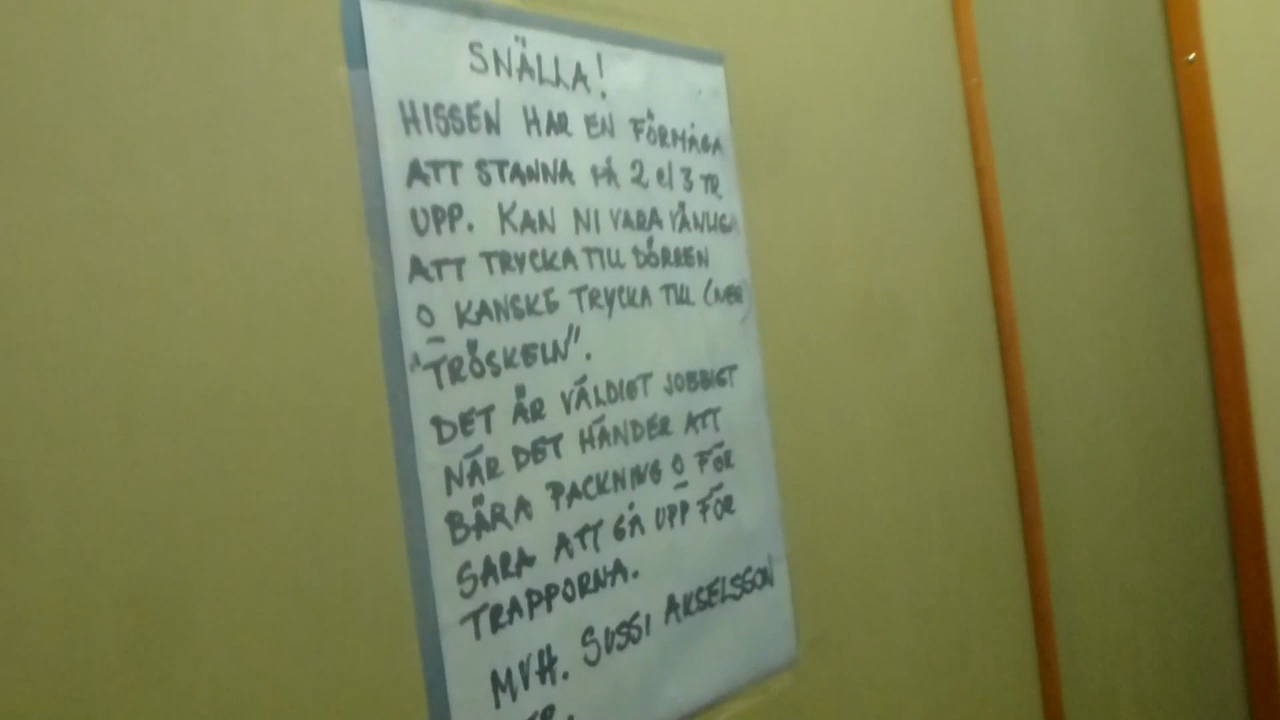 SNÄLLA!
HISSEN HAR EN FÖRMÅGA
ATT STANNA PÅ 2 el 3 TR
UPP. KAN NI VARA VÄNLIGA
ATT TRYCKA TILL DÖRREN
O KANSKE TRYCKA TILL (NER)
"TRÖSKELN".
DET ÄR VÄLDIGT JOBBIGT
NÄR DET HÄNDER ATT
BÄRA PACKNING O FÖR
SARA ATT GÅ UPP FÖR
TRAPPORNA.
MVH. SUSSI AKSELSSON
TR.